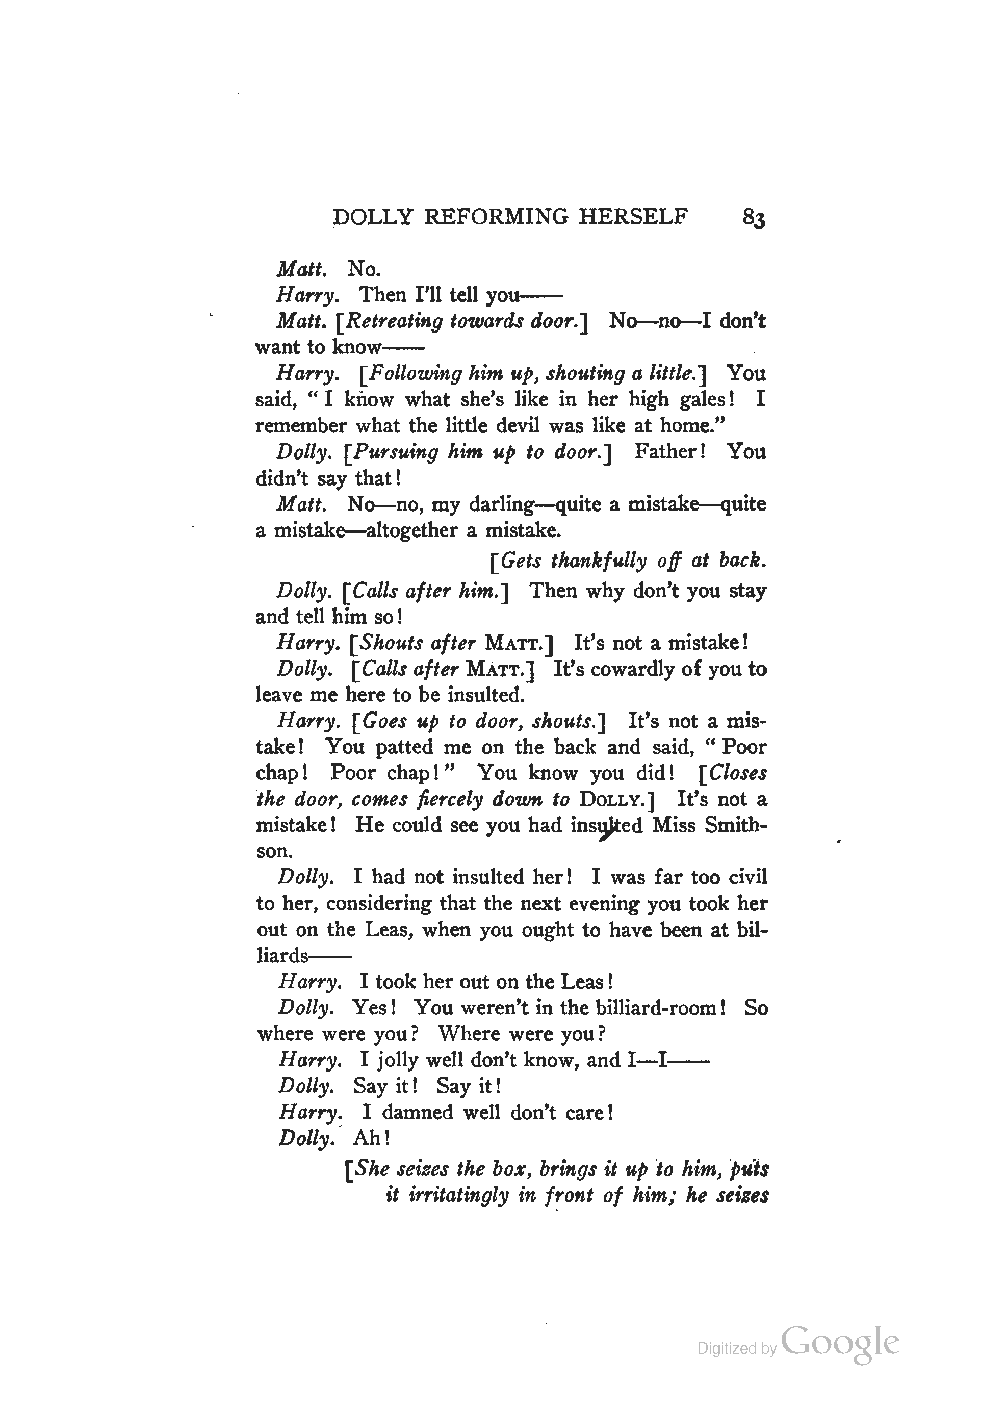 DOLLY REFORMING HERSELF 83
Matt. No.
Harry. Then I'll tell you——
Matt. [Retreating towards door.] No—no—I don't
want to know——
Harry. [Following him up, shouting a little.] You
said, “I know what she's like in her high gales! I
remember what the little devil was like at home.”
Dolly. [Pursuing him up to door.] Father! You
didn't say that!
Matt. No—no, my darling—quite a mistake—quite
a mistake—altogether a mistake.
[Gets thankfully off at back.
Dolly. [Calls after him.] Then why don't you stay
and tell him so!
Harry. [Shouts after MATT.] It's not a mistake!
Dolly. [Calls after MATT.] It's cowardly of you to
leave me here to be insulted.
Harry. [Goes up to door, shouts.] It's not a mis-
take! You patted me on the back and said, “Poor
chap! Poor chap!” You know you did! [Closes
the door, comes fiercely down to DOLLY.] It's not a
mistake! He could see you had insulted Miss Smith-
son.
Dolly. I had not insulted her! I was far too civil
to her, considering that the next evening you took her
out on the Leas, when you ought to have been at bil-
liards——
Harry. I took her out on the Leas!
Dolly. Yes! You weren't in the billiard-room! So
where were you? Where were you?
Harry. I jolly well don't know, and I—I——
Dolly. Say it! Say it!
Harry. I damned well don't care!
Dolly. Ah!
[She seizes the box, brings it up to him, puts
it irritatingly in front of him; he seizes
Digitized by Google